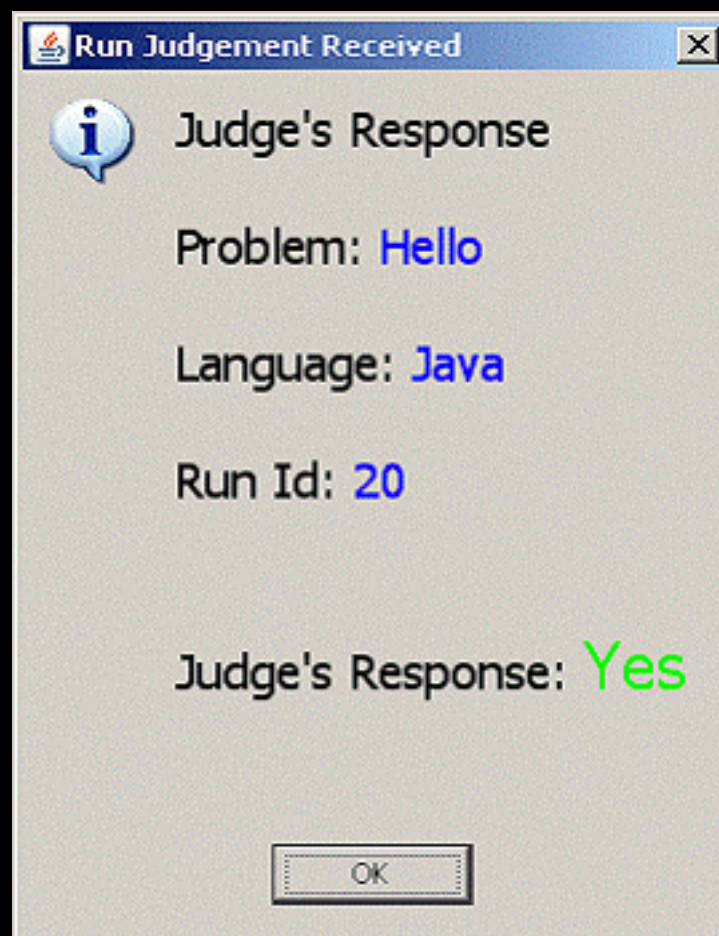 Run Judgement Received
Judge's Response
Problem: Hello
Language: Java
Run Id: 20
Judge's Response: Yes
OK